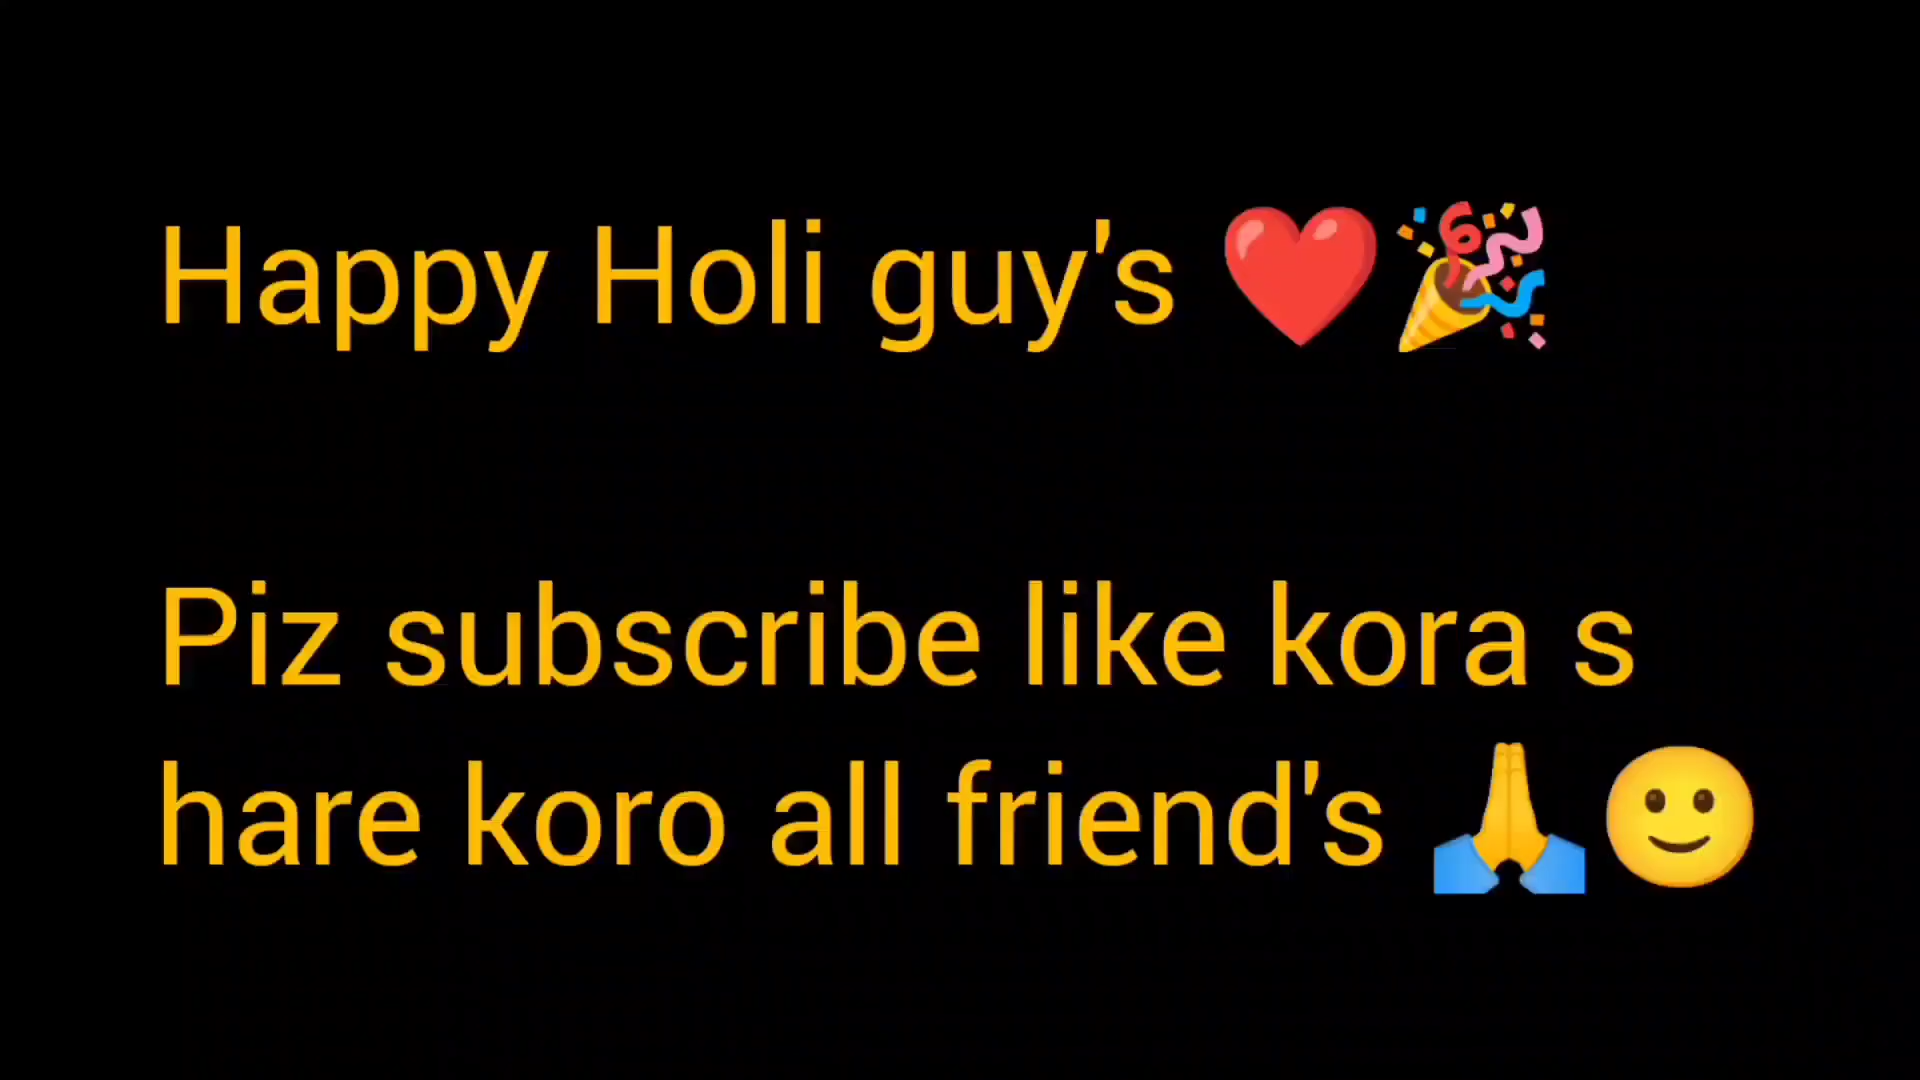 Happy Holi guy's ❤️🎉
Piz subscribe like kora s
hare koro all friend's 🙏🙂